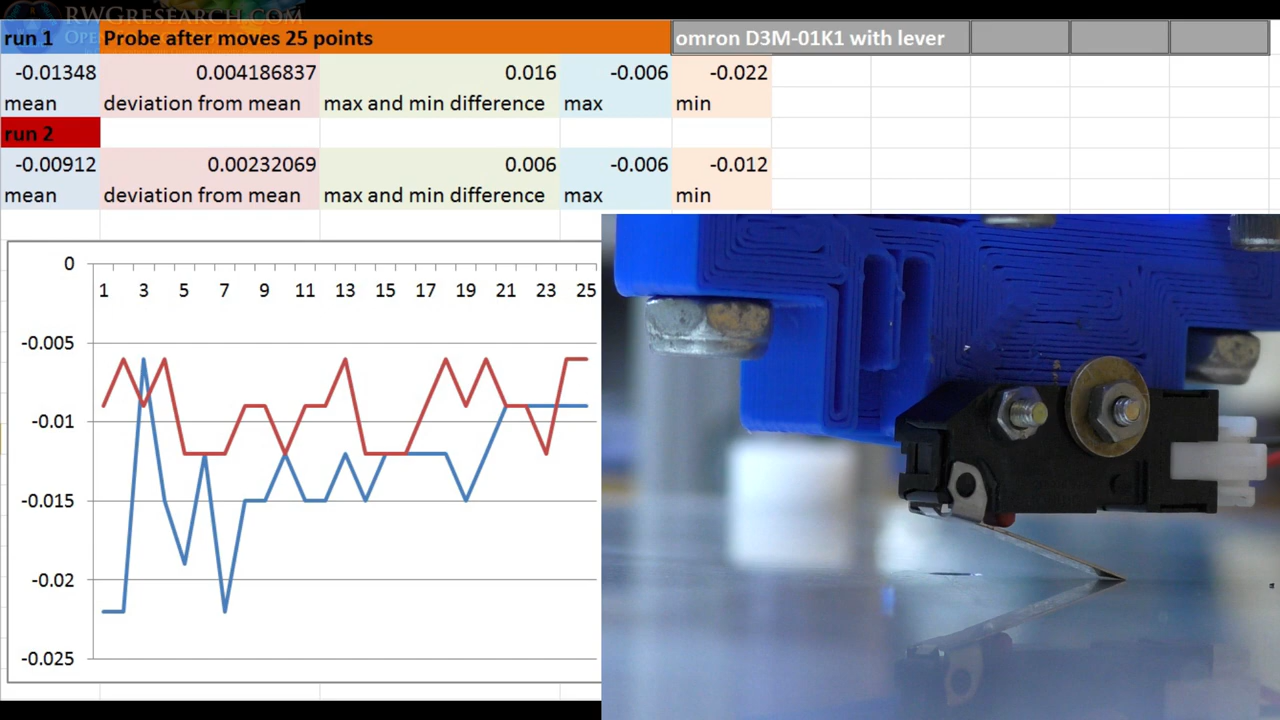 RWGresearch.com
run 1 Probe after moves 25 points omron D3M-01K1 with lever
-0.01348 0.004186837 0.016 -0.006 -0.022
mean deviation from mean max and min difference max min
run 2
-0.00912 0.00232069 0.006 -0.006 -0.012
mean deviation from mean max and min difference max min
0
1 3 5 7 9 11 13 15 17 19 21 23 25
-0.005
-0.01
-0.015
-0.02
-0.025